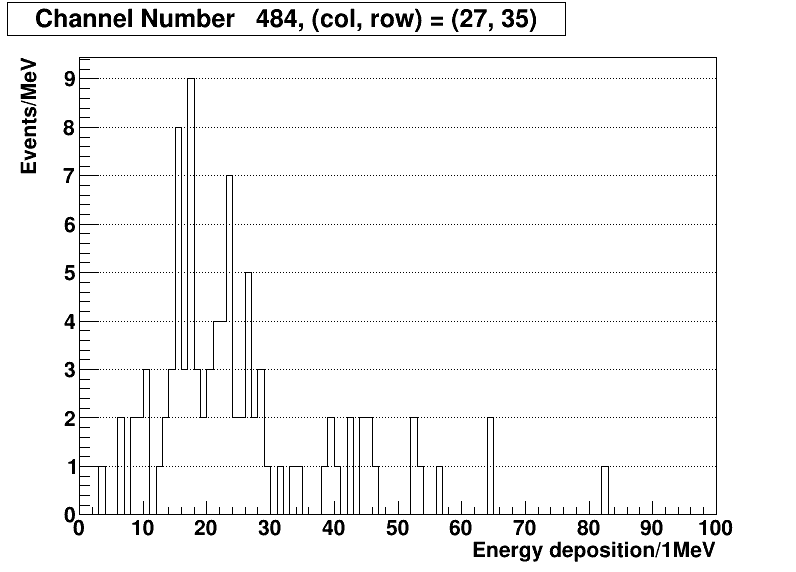 Channel Number 484, (col, row) = (27, 35)
Events/MeV
9
8
7
6
5
4
3
2
1
0
0 10 20 30 40 50 60 70 80 90 100
Energy deposition/1MeV